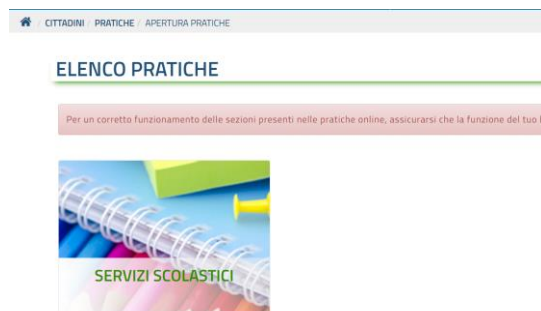 CITTADINI / PRATICHE / APERTURA PRATICHE
ELENCO PRATICHE
Per un corretto funzionamento delle sezioni presenti nelle pratiche online, assicurarsi che la funzione del tuo
SERVIZI SCOLASTICI